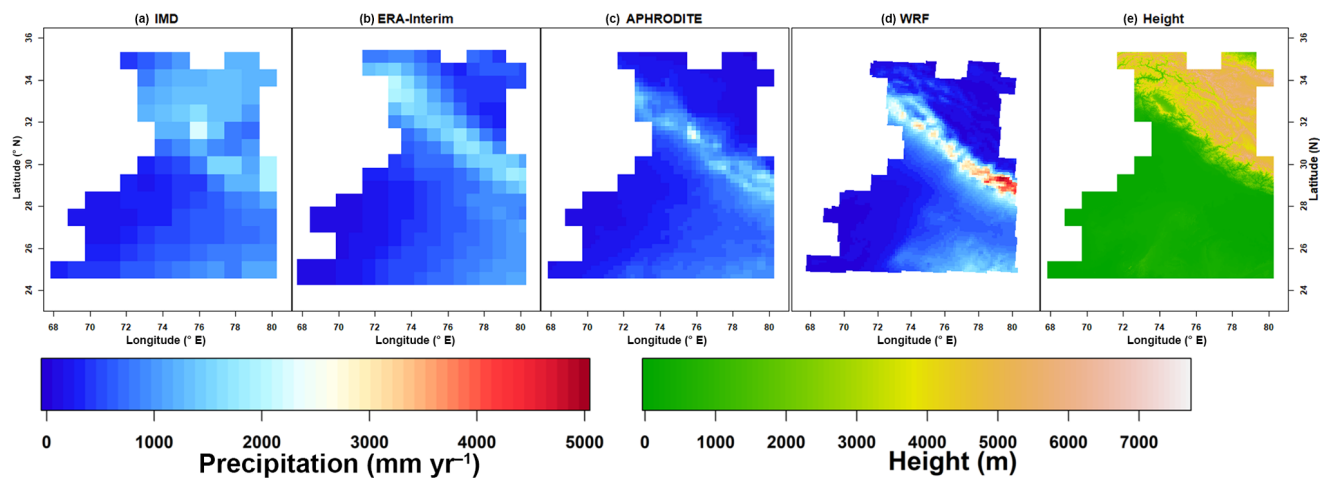 (a) IMD
(b) ERA-Interim
(c) APHRODITE
(d) WRF
(e) Height
Latitude (° N)
36
34
32
30
28
26
24
36
34
32
30
28
26
24
Latitude (N)
68 70 72 74 76 78 80
68 70 72 74 76 78 80
68 70 72 74 76 78 80
68 70 72 74 76 78 80
68 70 72 74 76 78 80
Longitude (° E)
Longitude (° E)
Longitude (° E)
Longitude (° E)
Longitude (° E)
0 1000 2000 3000 4000 5000
Precipitation (mm yr⁻¹)
0 1000 2000 3000 4000 5000 6000 7000
Height (m)